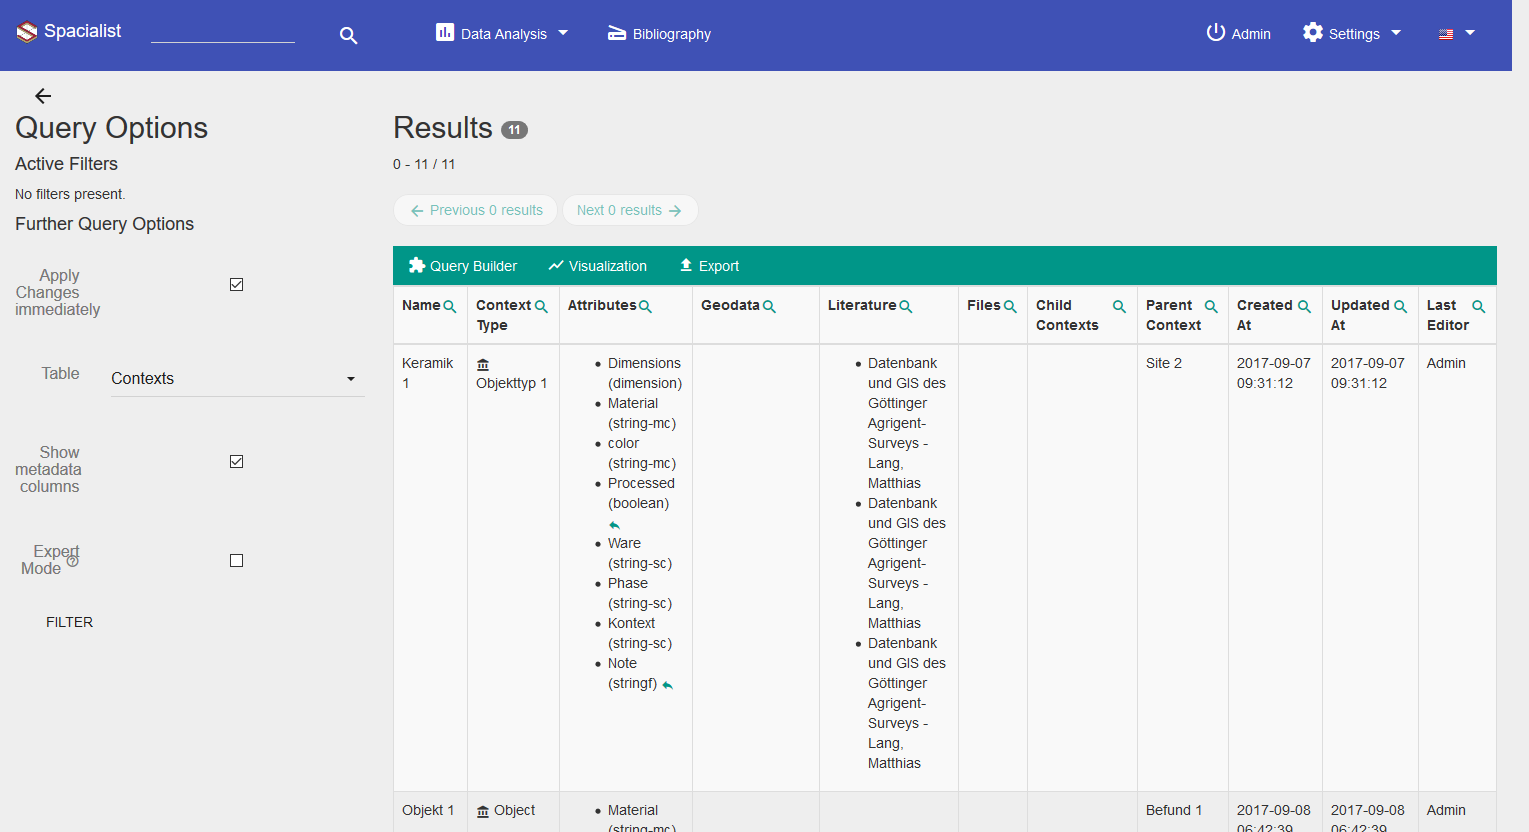 Spacialist
Data Analysis
Bibliography
Admin
Settings
Query Options
Active Filters
No filters present.
Further Query Options
Apply
Changes
immediately
Table
Contexts
Show
metadata
columns
Expert
Mode
FILTER
Results 11
0 - 11 / 11
Previous 0 results
Next 0 results
Query Builder
Visualization
Export
Name
Context
Type
Attributes
Geodata
Literature
Files
Child
Contexts
Parent
Context
Created
At
Updated
At
Last
Editor
Keramik
1
Objekttyp 1
Dimensions
(dimension)
Material
(string-mc)
color
(string-mc)
Processed
(boolean)
Ware
(string-sc)
Phase
(string-sc)
Kontext
(string-sc)
Note
(stringf)
Datenbank
und GIS des
Göttinger
Agrigent-
Surveys -
Lang,
Matthias
Datenbank
und GIS des
Göttinger
Agrigent-
Surveys -
Lang,
Matthias
Datenbank
und GIS des
Göttinger
Agrigent-
Surveys -
Lang,
Matthias
Site 2
2017-09-07
09:31:12
2017-09-07
09:31:12
Admin
Objekt 1
Object
Material
(string-mc)
Befund 1
2017-09-08
06:42:39
2017-09-08
06:42:39
Admin